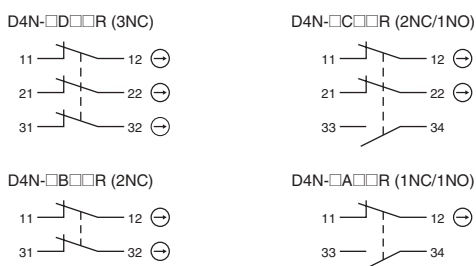 D4N-□D□□R (3NC)
11 12
21 22
31 32
D4N-□C□□R (2NC/1NO)
11 12
21 22
33 34
D4N-□B□□R (2NC)
11 12
31 32
D4N-□A□□R (1NC/1NO)
11 12
33 34